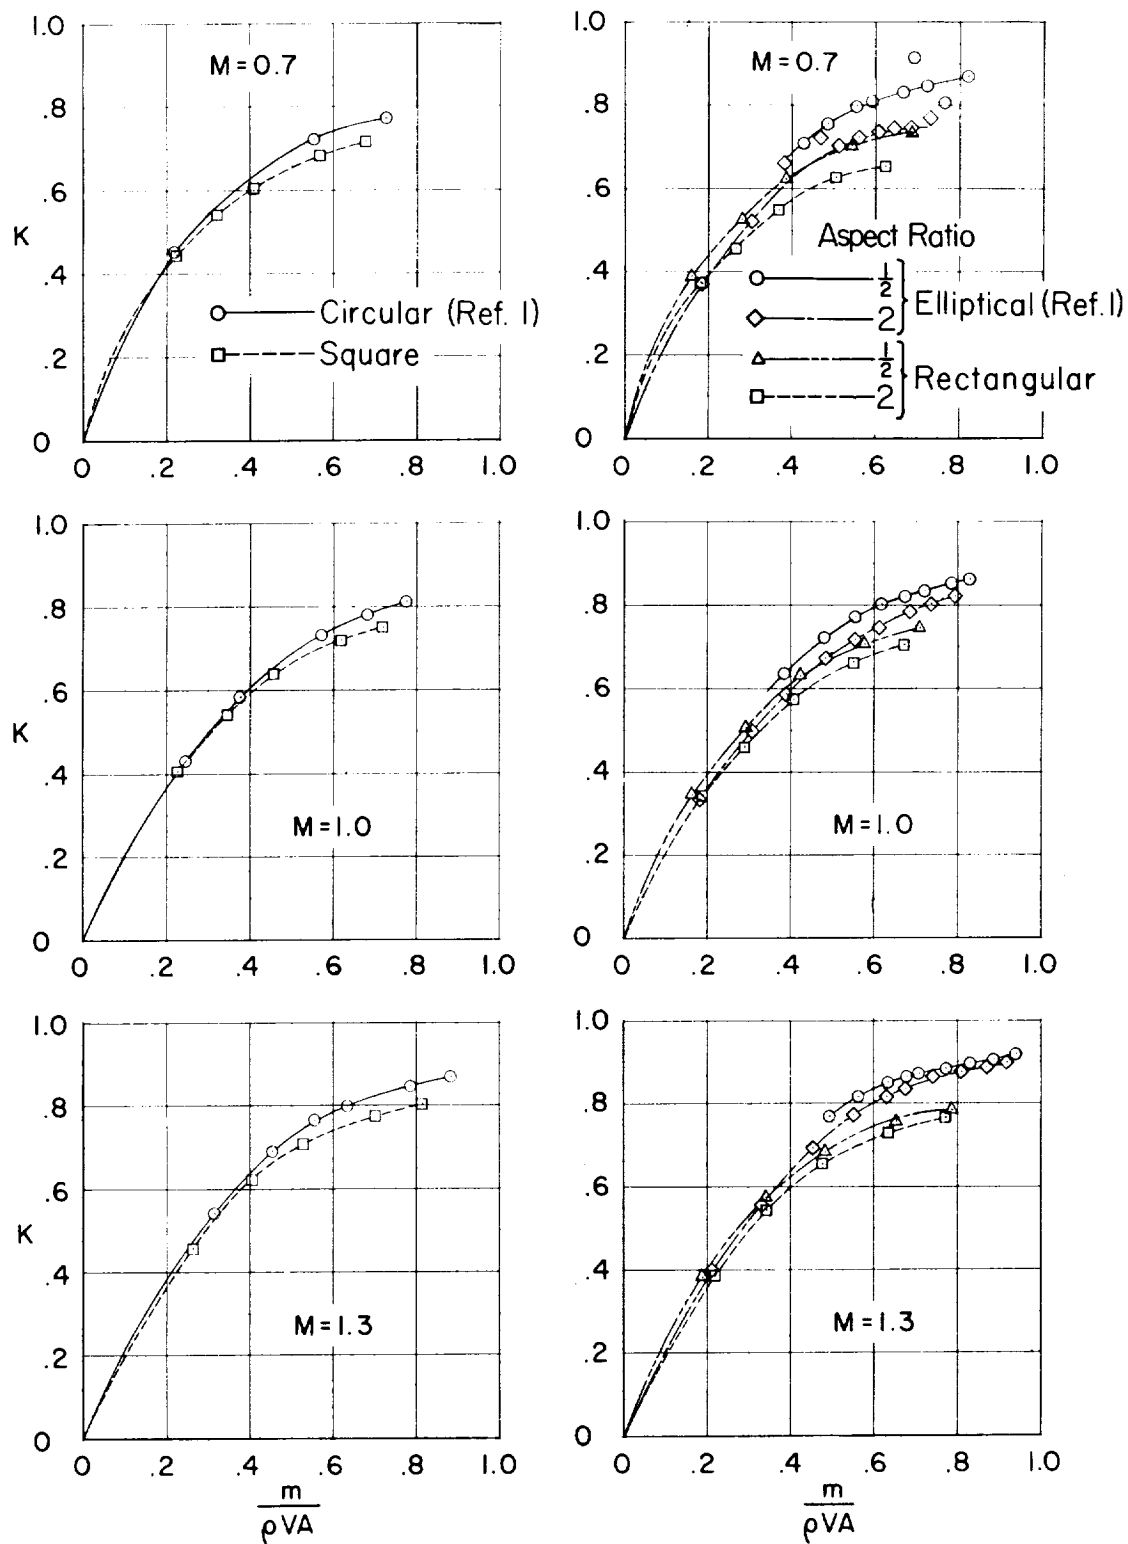 1.0
.8
.6
.4
.2
0
K
M=0.7
Circular (Ref. 1)
Square
0 .2 .4 .6 .8 1.0
1.0
.8
.6
.4
.2
0
M=0.7
Aspect Ratio
1/2
2
Elliptical (Ref. 1)
1/2
2
Rectangular
0 .2 .4 .6 .8 1.0
1.0
.8
.6
.4
.2
0
K
M=1.0
0 .2 .4 .6 .8 1.0
1.0
.8
.6
.4
.2
0
M=1.0
0 .2 .4 .6 .8 1.0
1.0
.8
.6
.4
.2
0
K
M=1.3
0 .2 .4 .6 .8 1.0
m
ρVA
1.0
.8
.6
.4
.2
0
M=1.3
0 .2 .4 .6 .8 1.0
m
ρVA